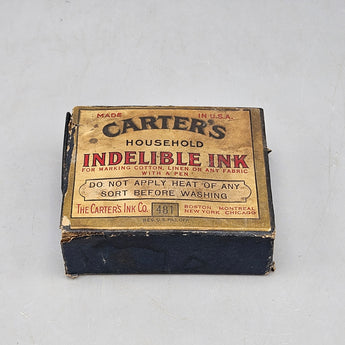 MADE IN U.S.A.
CARTER'S
HOUSEHOLD
INDELIBLE INK
FOR MARKING COTTON, LINEN OR ANY FABRIC
WITH A PEN
DO NOT APPLY HEAT OF ANY
SORT BEFORE WASHING
THE CARTER'S INK CO. 481 BOSTON MONTREAL
NEW YORK CHICAGO